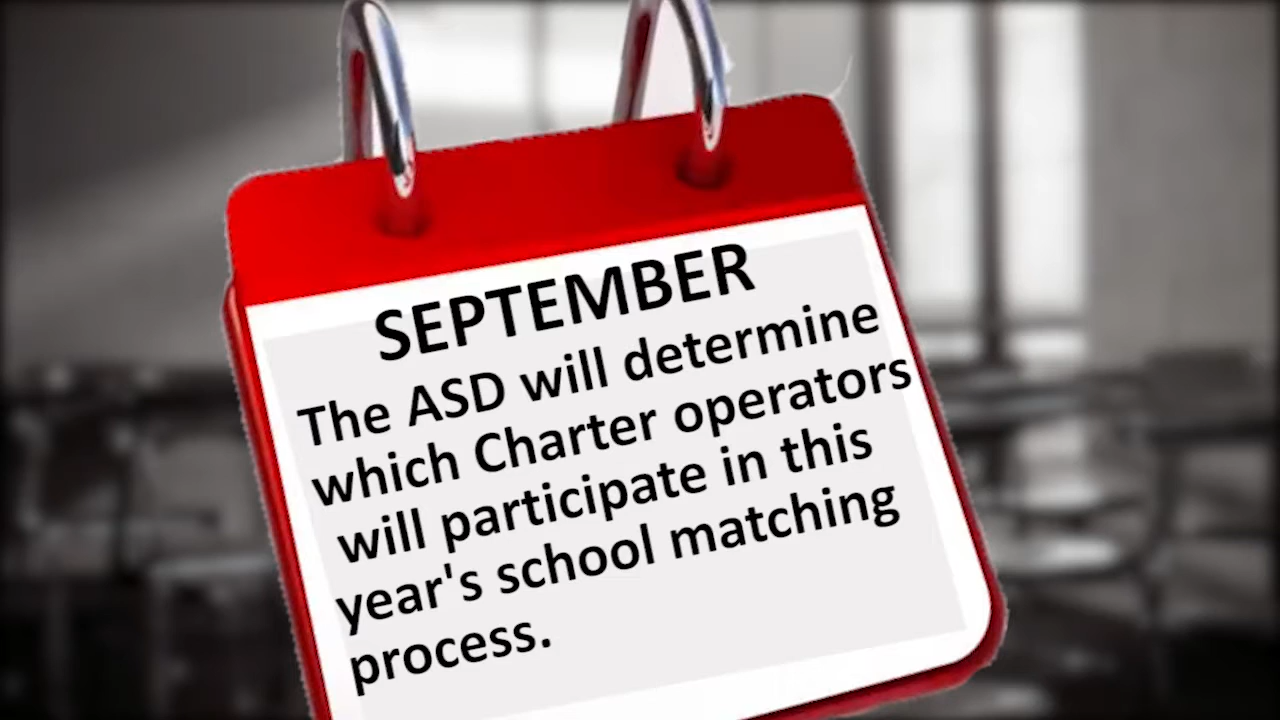 SEPTEMBER
The ASD will determine
which Charter operators
will participate in this
year's school matching
process.